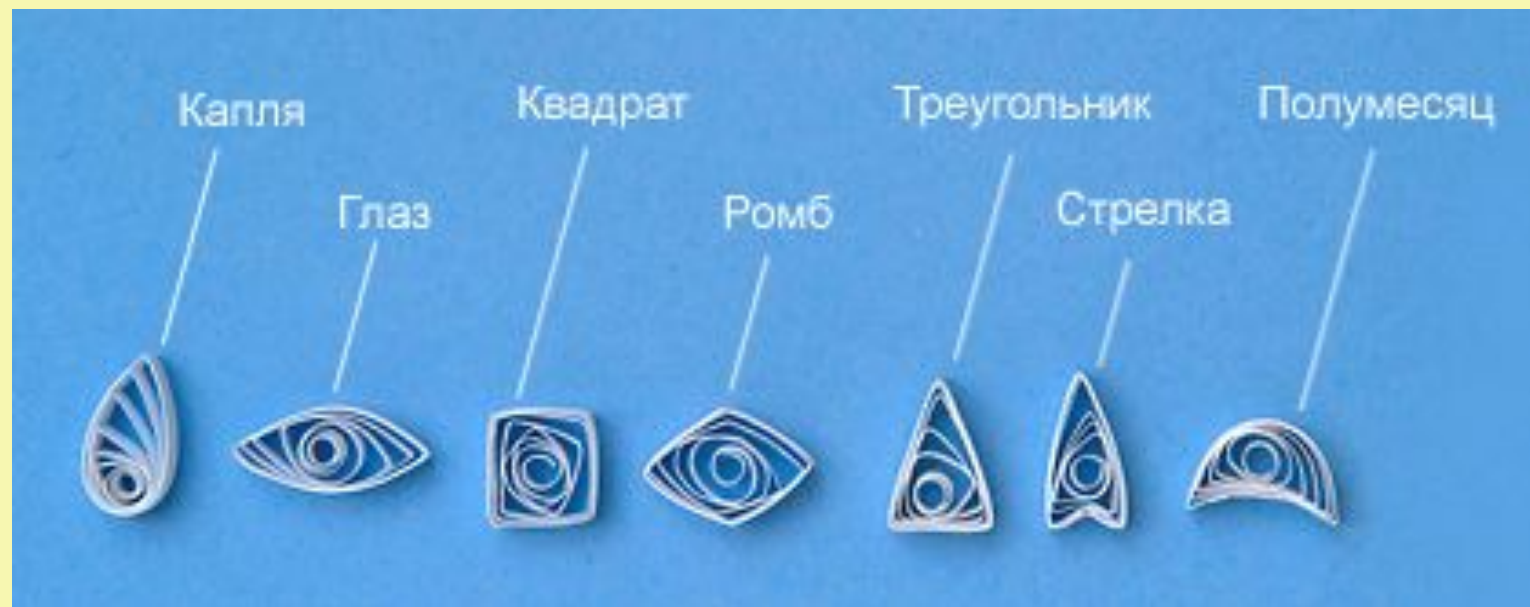 Капля
Глаз
Квадрат
Ромб
Треугольник
Стрелка
Полумесяц